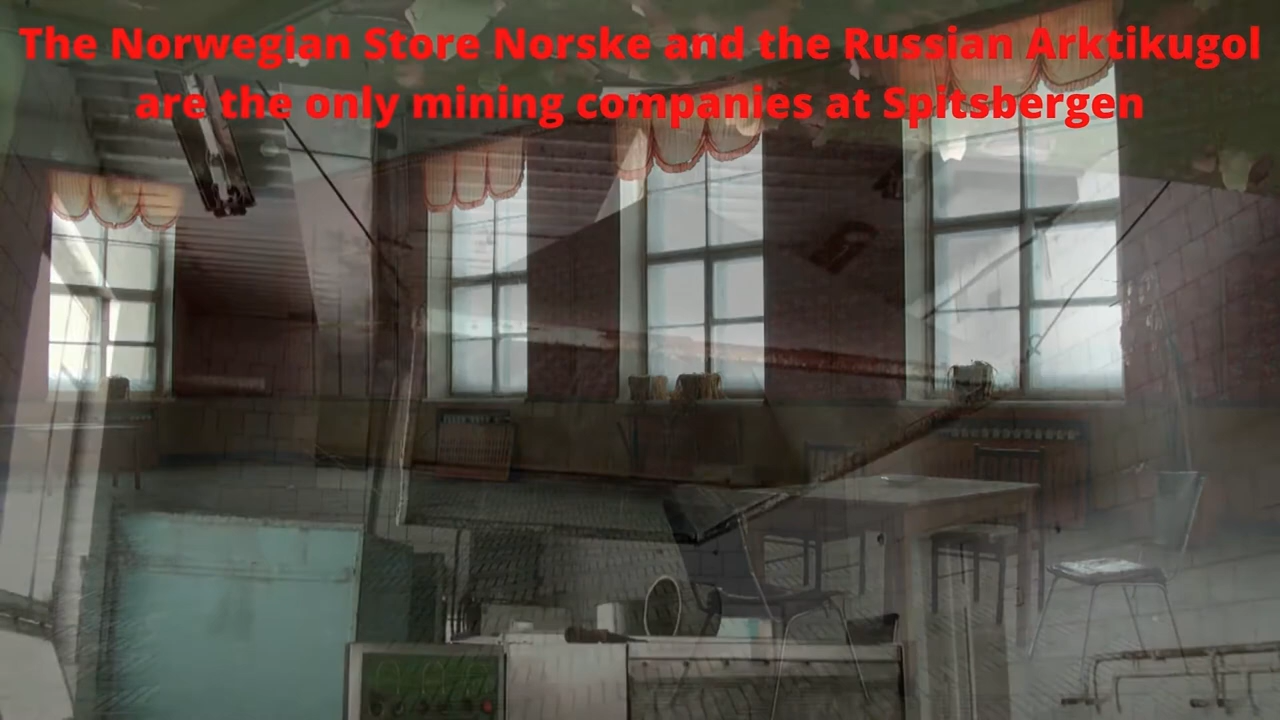 The Norwegian Store Norske and the Russian Arktikugol
are the only mining companies at Spitsbergen